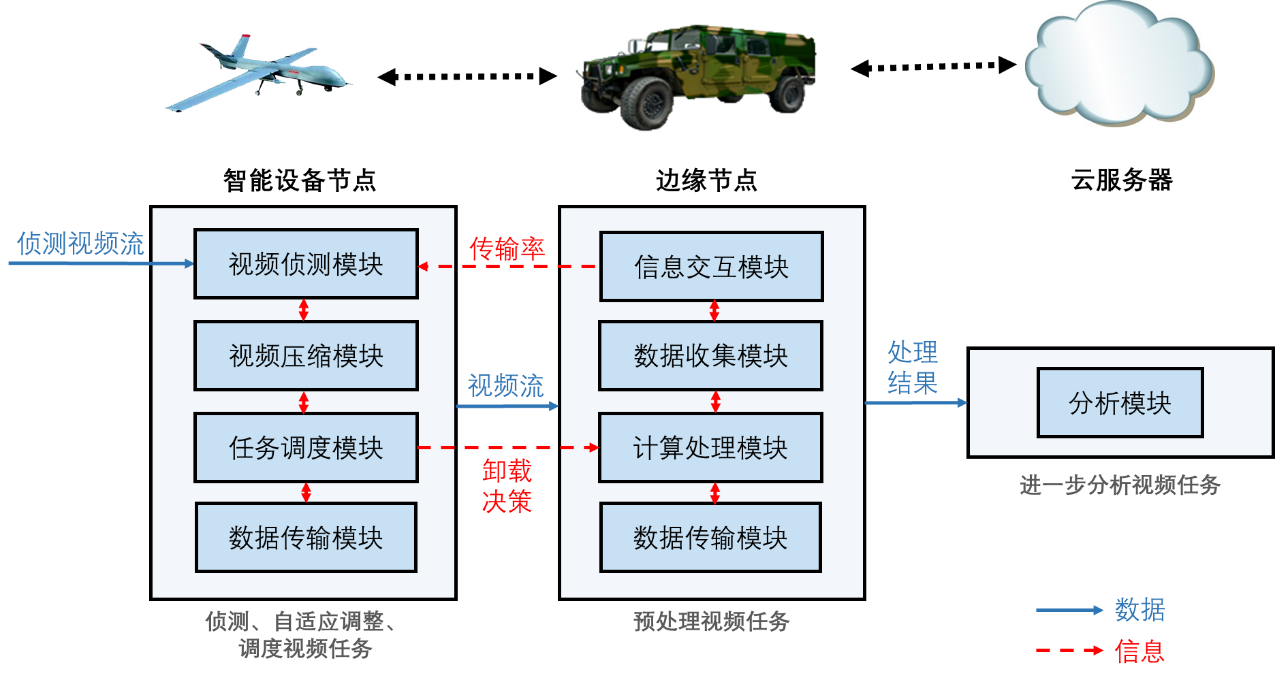 智能设备节点
边缘节点
云服务器
侦测视频流
视频侦测模块
传输率
信息交互模块
视频压缩模块
数据收集模块
处理
结果
视频流
分析模块
任务调度模块
计算处理模块
卸载
决策
进一步分析视频任务
数据传输模块
数据传输模块
侦测、自适应调整、
调度视频任务
预处理视频任务
数据
信息